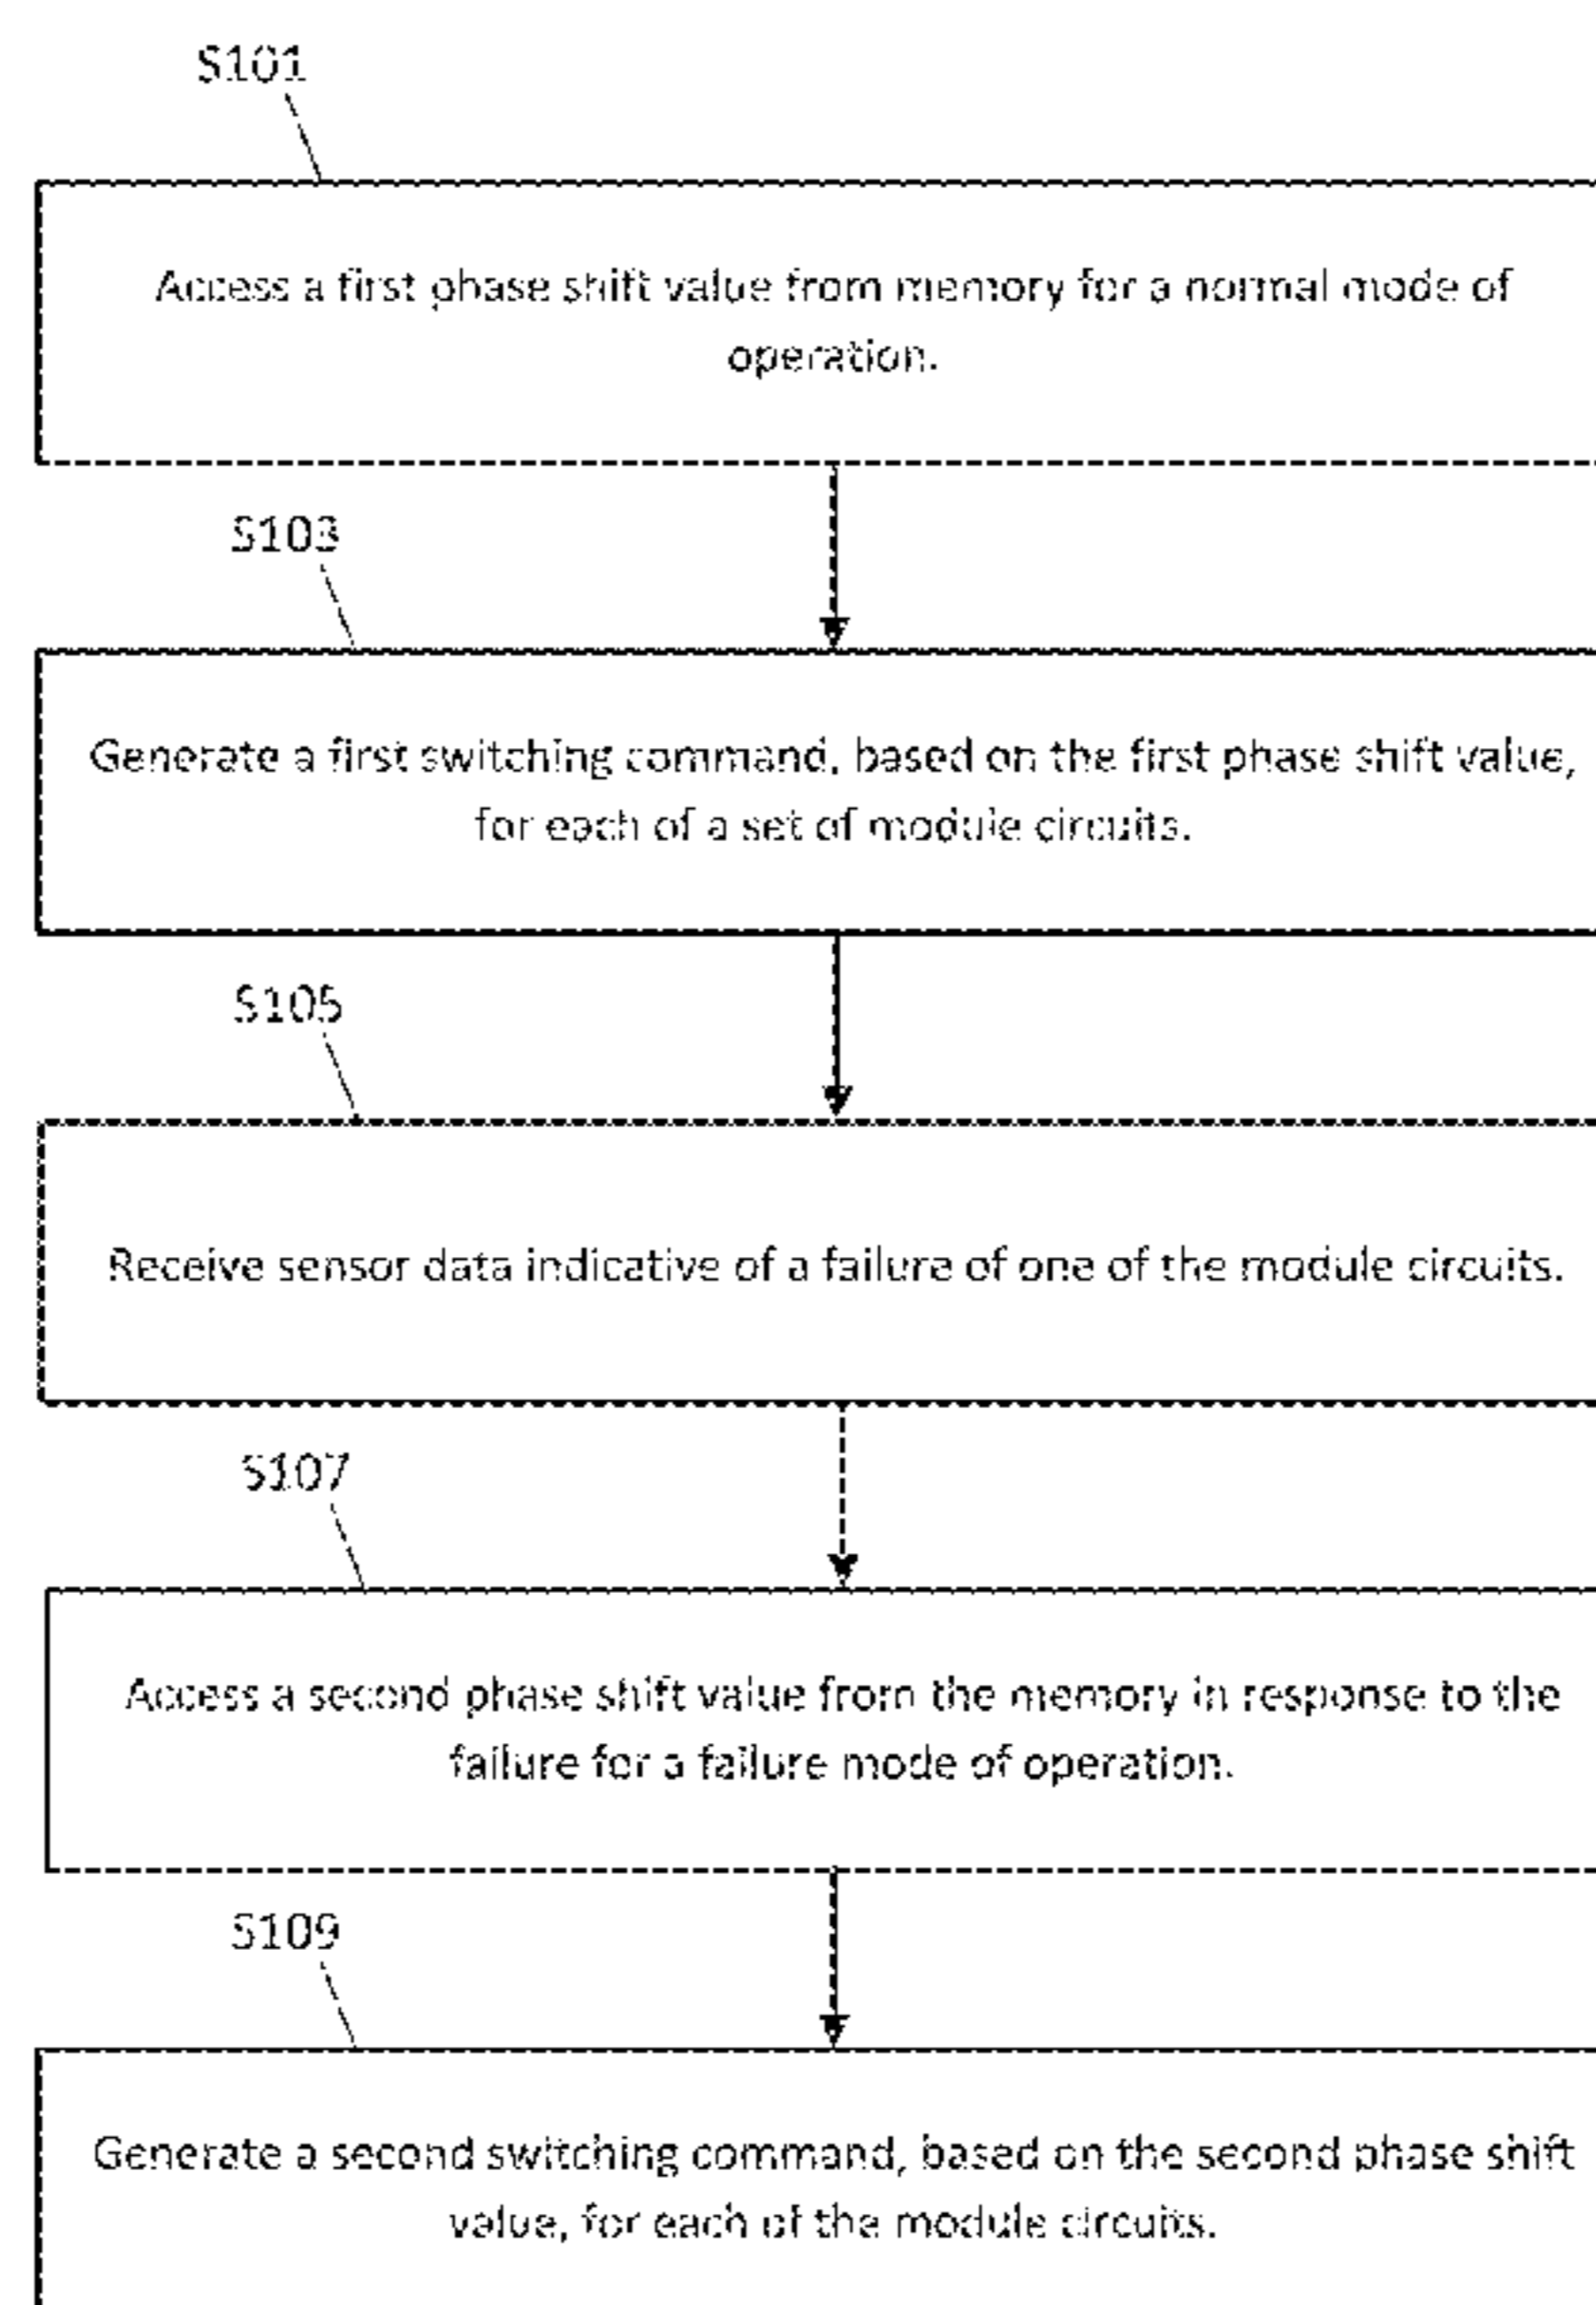 S101
Access a first phase shift value from memory for a normal mode of
operation.
S103
Generate a first switching command, based on the first phase shift value,
for each of a set of module circuits.
S105
Receive sensor data indicative of a failure of one of the module circuits.
S107
Access a second phase shift value from the memory in response to the
failure for a failure mode of operation.
S109
Generate a second switching command, based on the second phase shift
value, for each of the module circuits.